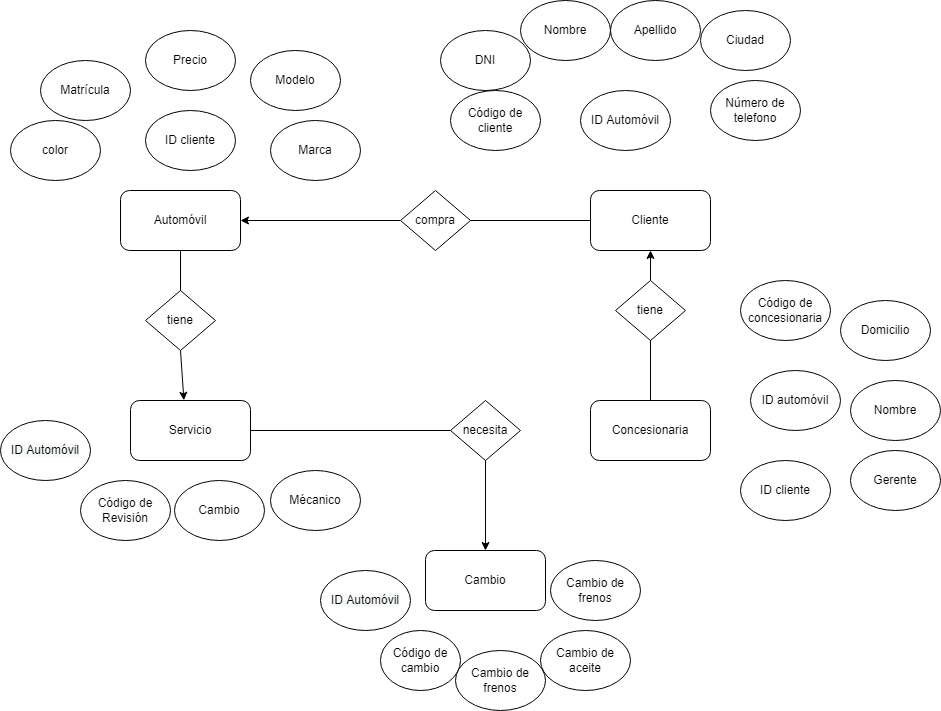 Nombre
Apellido
Ciudad
Precio
DNI
Modelo
Matrícula
Código de
cliente
ID Automóvil
Número de
telefono
color
ID cliente
Marca
Automóvil
compra
Cliente
tiene
tiene
Código de
concesionaria
Domicilio
ID automóvil
Nombre
Servicio
necesita
Concesionaria
ID Automóvil
ID cliente
Gerente
Código de
Revisión
Cambio
Mécanico
Cambio
Cambio de
frenos
ID Automóvil
Código de
cambio
Cambio de
frenos
Cambio de
aceite